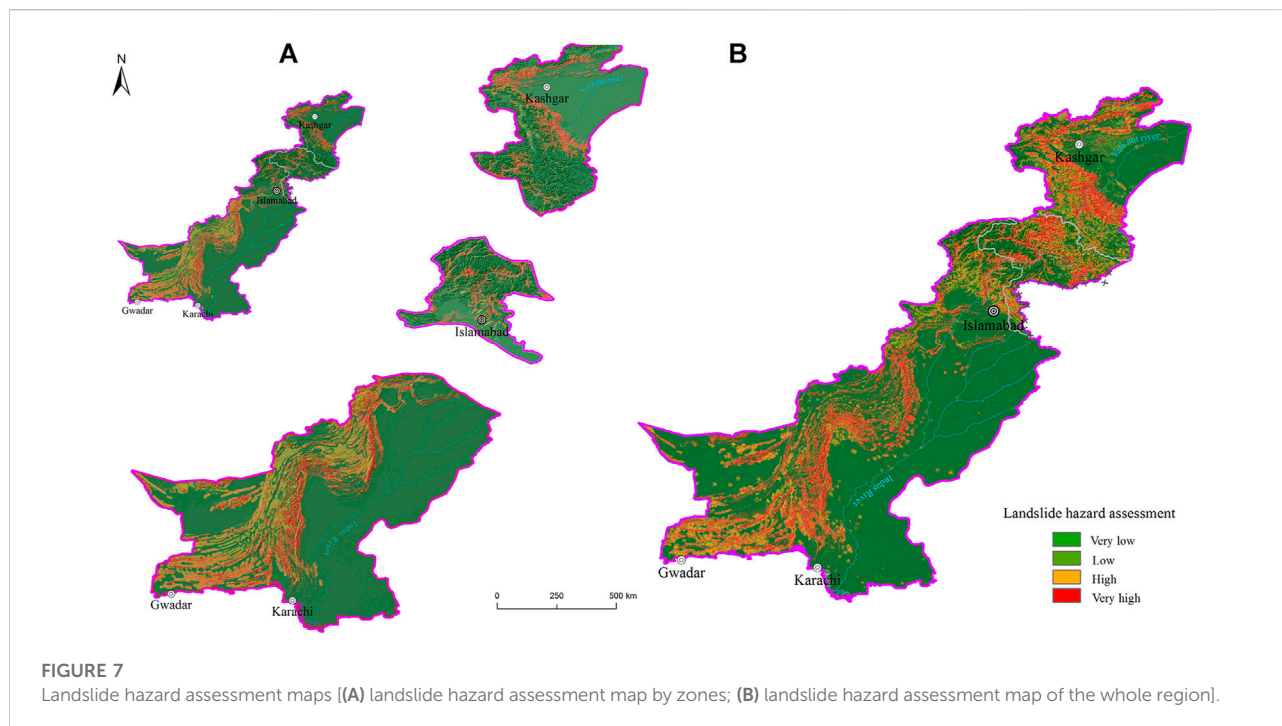 N
A
B
Kashgar
Islamabad
Gwadar
Karachi
Kashgar
Islamabad
Gwadar
Karachi
0 250 500 km
Kashgar
Islamabad
Indus River
Gwadar
Karachi
Landslide hazard assessment
Very low
Low
High
Very high
FIGURE 7
Landslide hazard assessment maps [(A) landslide hazard assessment map by zones; (B) landslide hazard assessment map of the whole region].